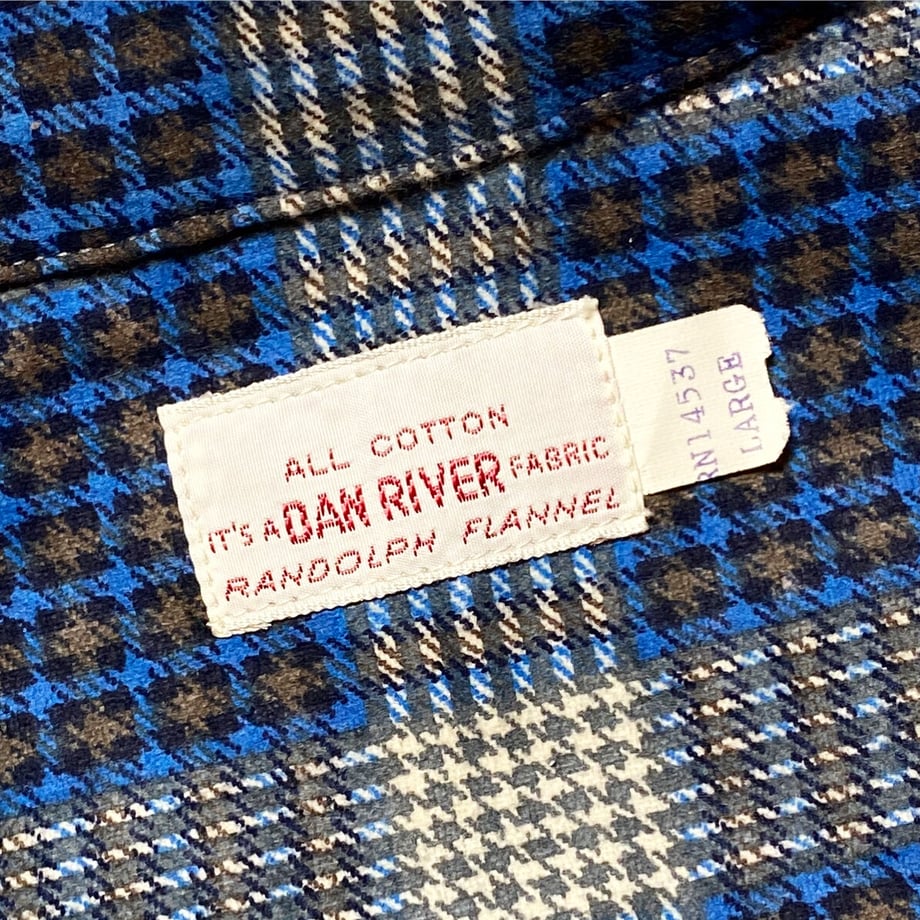 ALL COTTON
IT'S A DAN RIVER FABRIC
RANDOLPH FLANNEL
RN14537
LARGE